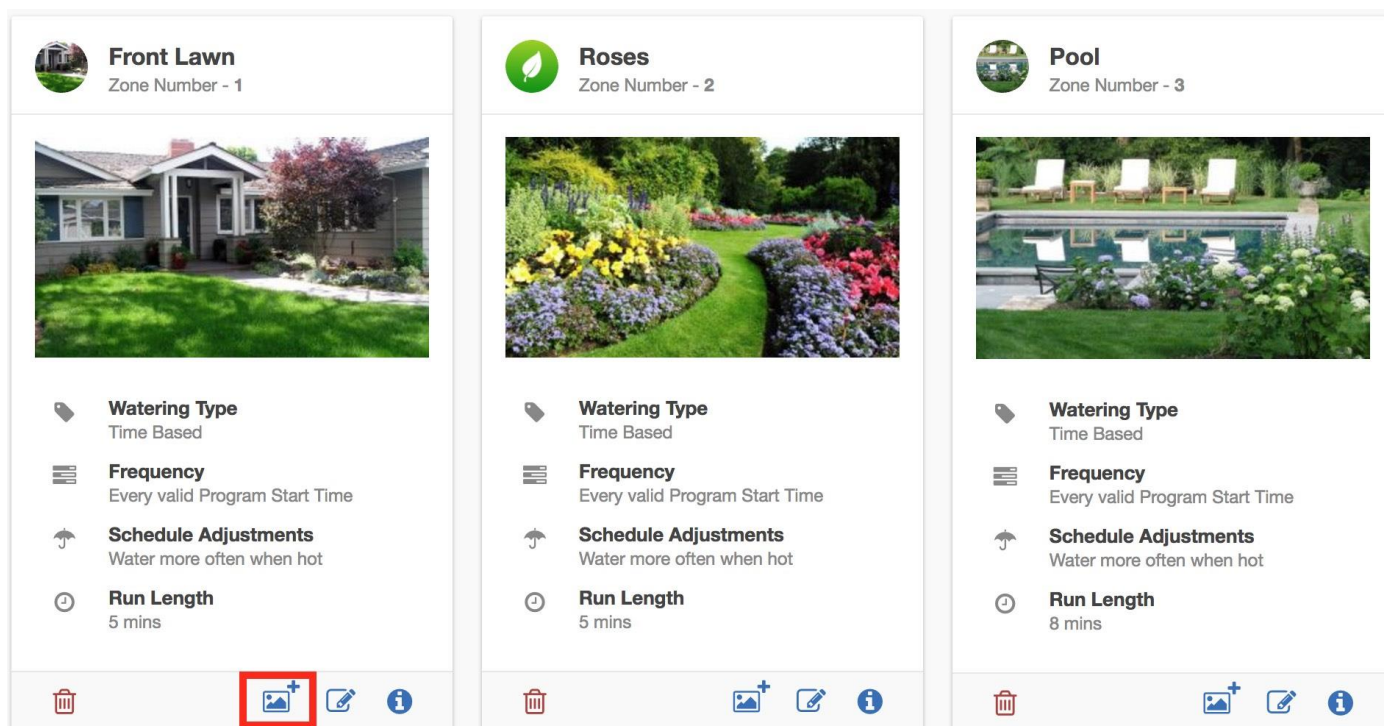 Front Lawn
Zone Number - 1
Watering Type
Time Based
Frequency
Every valid Program Start Time
Schedule Adjustments
Water more often when hot
Run Length
5 mins
Roses
Zone Number - 2
Watering Type
Time Based
Frequency
Every valid Program Start Time
Schedule Adjustments
Water more often when hot
Run Length
5 mins
Pool
Zone Number - 3
Watering Type
Time Based
Frequency
Every valid Program Start Time
Schedule Adjustments
Water more often when hot
Run Length
8 mins